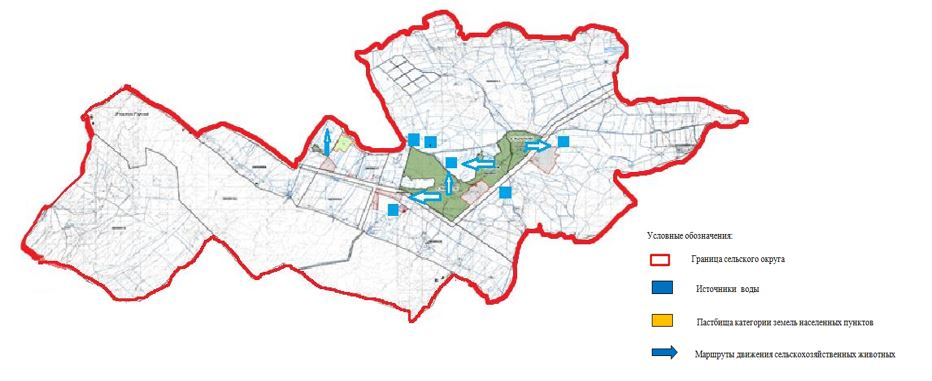 Условные обозначения:
Граница сельского округа
Источники воды
Пастбища категории земель населенных пунктов
Маршруты движения сельскохозяйственных животных